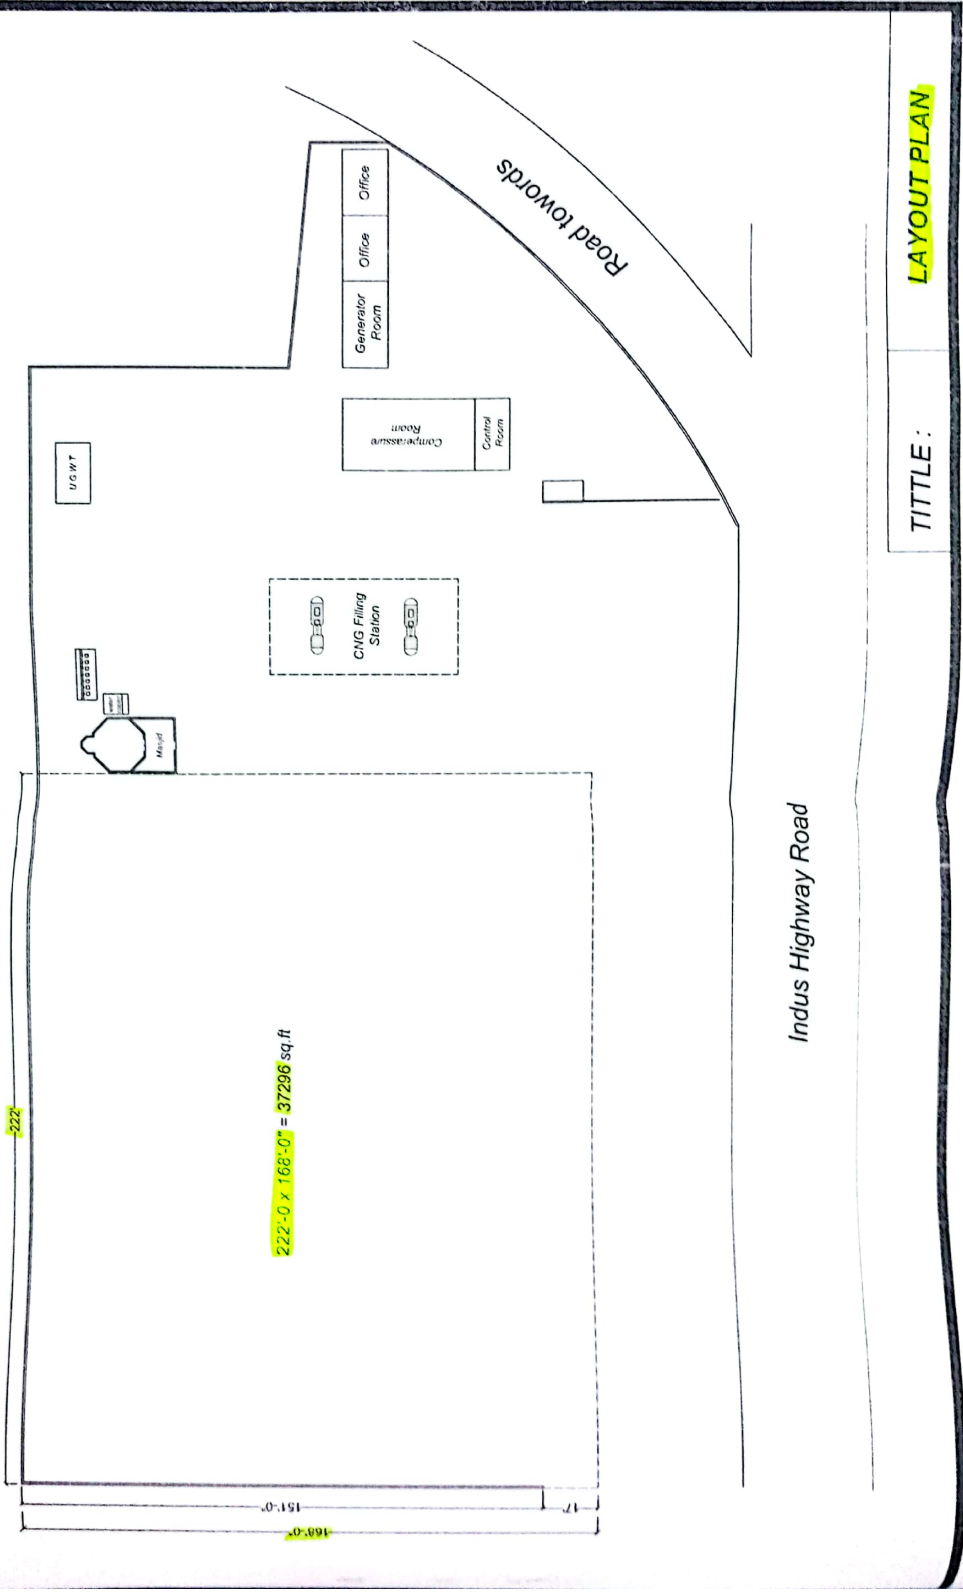 LAYOUT PLAN
TITTLE :
Road towords
Indus Highway Road
Office
Office
Generator
Room
Comperassure
Room
Control
Room
U G W T
CNG Filling
Station
Masjid
222'
222'-0 x 168'-0" = 37296 sq.ft
151'-0"
17'
168'-0"